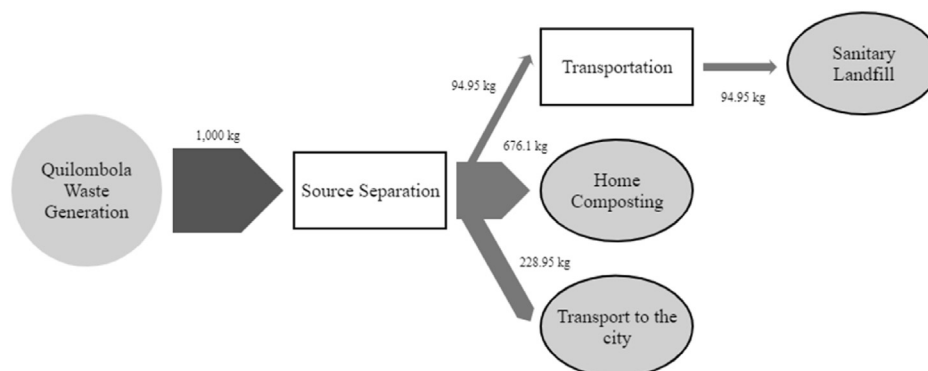 Quilombola
Waste
Generation
1,000 kg
Source Separation
94.95 kg
Transportation
94.95 kg
Sanitary
Landfill
676.1 kg
Home
Composting
228.95 kg
Transport to the
city